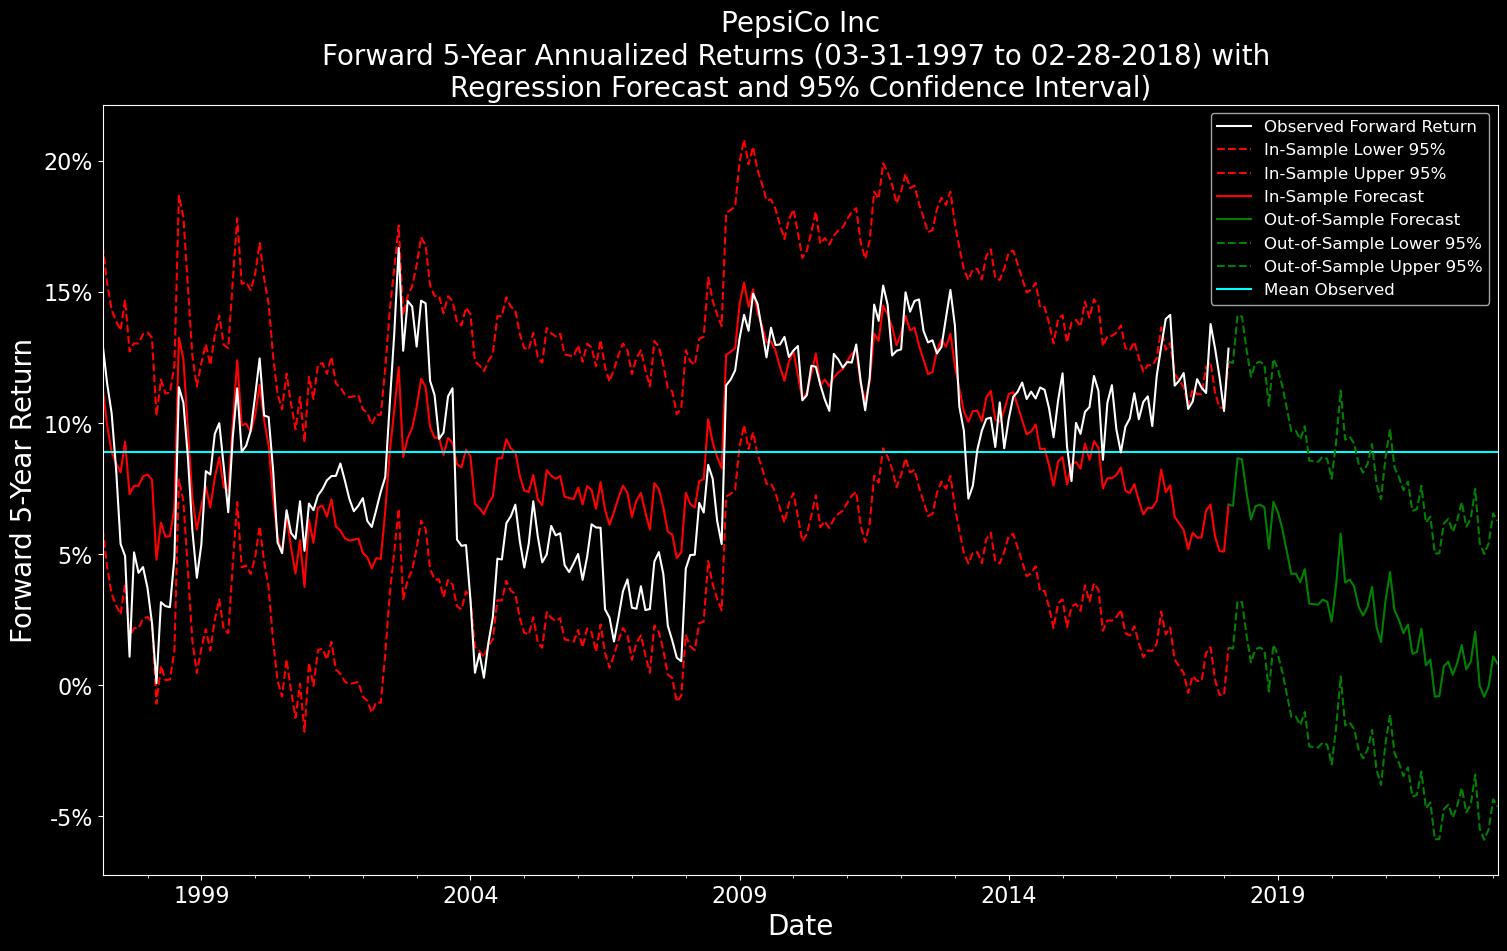 PepsiCo Inc
Forward 5-Year Annualized Returns (03-31-1997 to 02-28-2018) with
Regression Forecast and 95% Confidence Interval)
Observed Forward Return
In-Sample Lower 95%
In-Sample Upper 95%
In-Sample Forecast
Out-of-Sample Forecast
Out-of-Sample Lower 95%
Out-of-Sample Upper 95%
Mean Observed
Forward 5-Year Return
20%
15%
10%
5%
0%
-5%
1999
2004
2009
2014
2019
Date